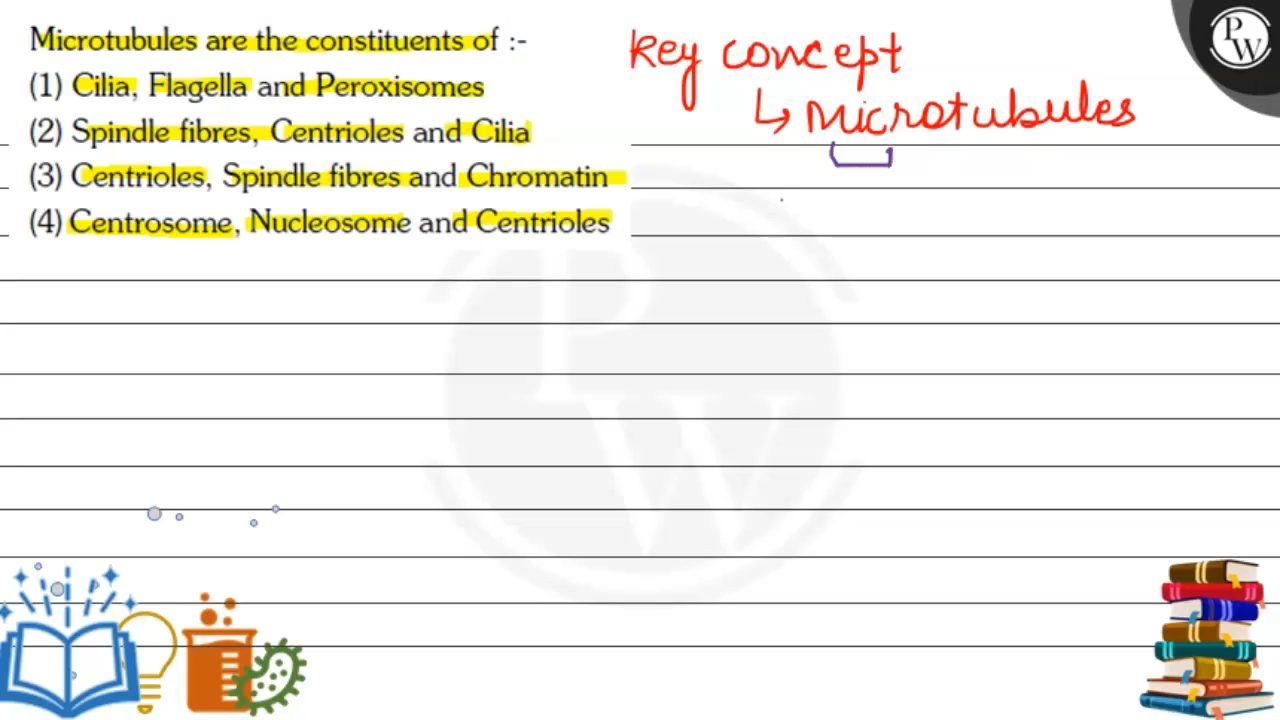 Microtubules are the constituents of :-
(1) Cilia, Flagella and Peroxisomes
(2) Spindle fibres, Centrioles and Cilia
(3) Centrioles, Spindle fibres and Chromatin
(4) Centrosome, Nucleosome and Centrioles
Key concept
↳ Microtubules
P
W
P
W